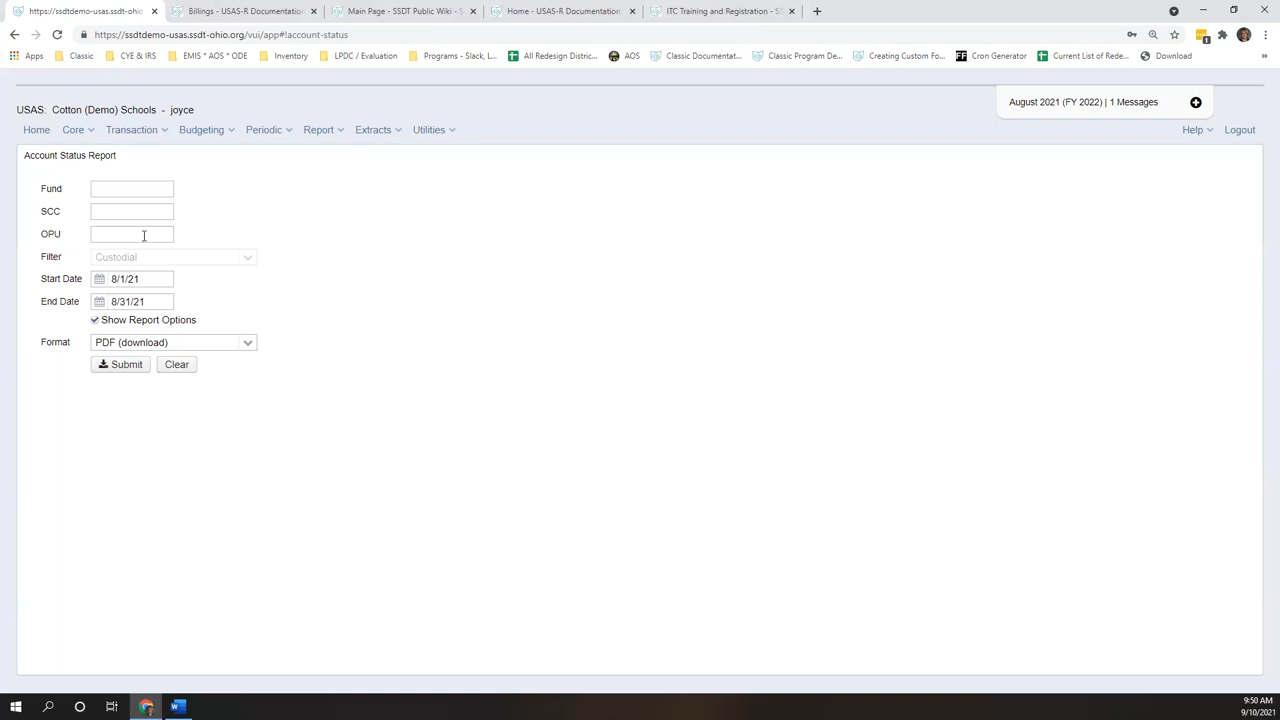 https://ssdtdemo-usas.ssdt-ohio.o
Billings - USAS-R Documentation
Main Page - SSDT Public Wiki - S
Home - USAS-R Documentation
ITC Training and Registration - SS
https://ssdtdemo-usas.ssdt-ohio.org/vui/app#!account-status
Apps
Classic
CYE & IRS
EMIS * AOS * ODE
Inventory
LPDC / Evaluation
Programs - Slack, L...
All Redesign Distric...
AOS
Classic Documentat...
Classic Program De...
Creating Custom Fo...
Cron Generator
Current List of Rede...
Download
USAS: Cotton (Demo) Schools - joyce
August 2021 (FY 2022) | 1 Messages
Home Core Transaction Budgeting Periodic Report Extracts Utilities
Help Logout
Account Status Report
Fund
SCC
OPU
Filter Custodial
Start Date 8/1/21
End Date 8/31/21
Show Report Options
Format PDF (download)
Submit Clear
9:50 AM
9/10/2021